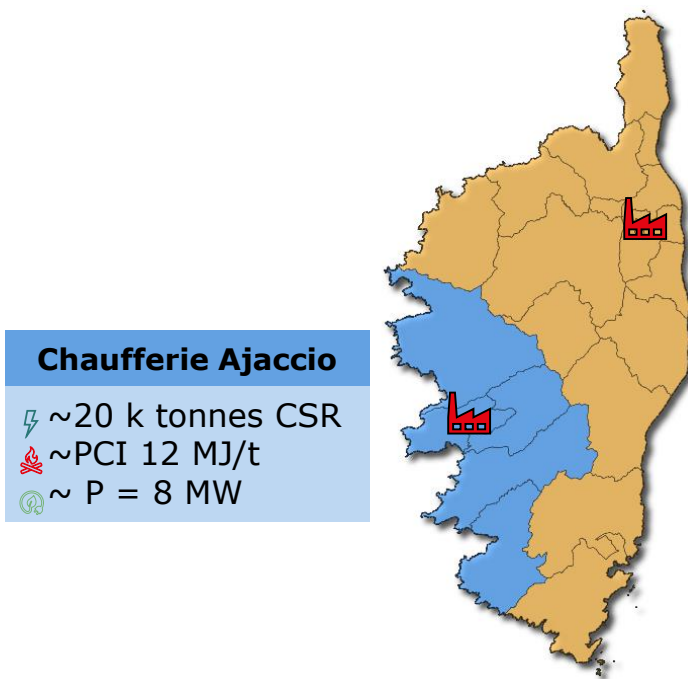 Chaufferie Ajaccio
~20 k tonnes CSR
~PCI 12 MJ/t
~ P = 8 MW